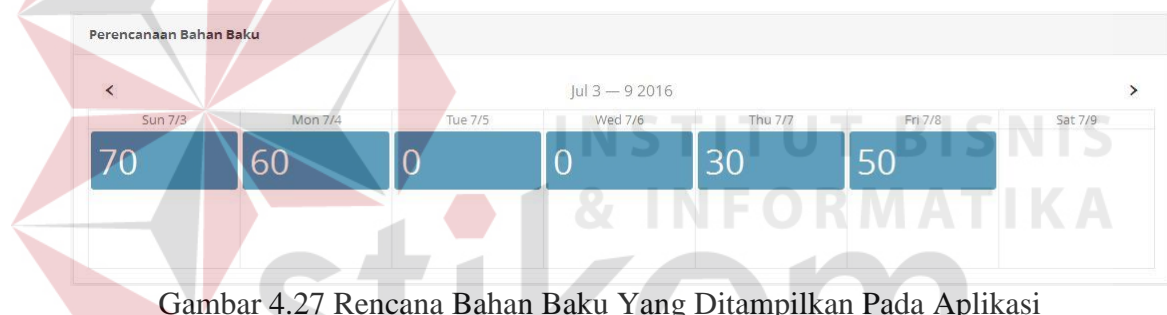 Perencanaan Bahan Baku
< Jul 3 — 9 2016 >
Sun 7/3 Mon 7/4 Tue 7/5 Wed 7/6 Thu 7/7 Fri 7/8 Sat 7/9
70 60 0 0 30 50
INSTITUT BISNIS
& INFORMATIKA
stikom
Gambar 4.27 Rencana Bahan Baku Yang Ditampilkan Pada Aplikasi